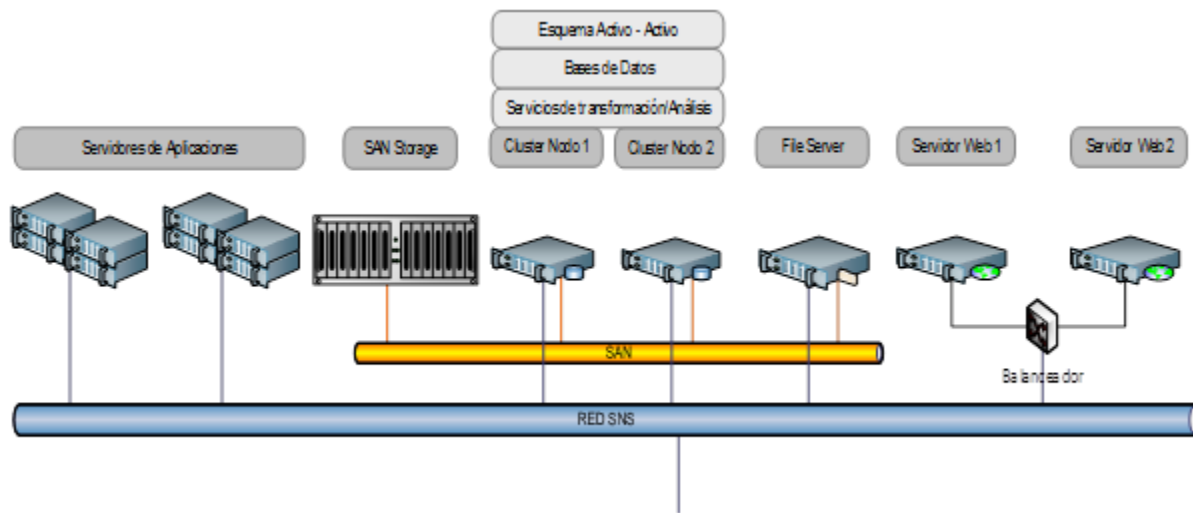 Esquema Activo - Activo
Bases de Datos
Servicios de transformación/Análisis
Servidores de Aplicaciones
SAN Storage
Cluster Nodo 1
Cluster Nodo 2
File Server
Servidor Web 1
Servidor Web 2
SAN
Balanceador
RED SNS